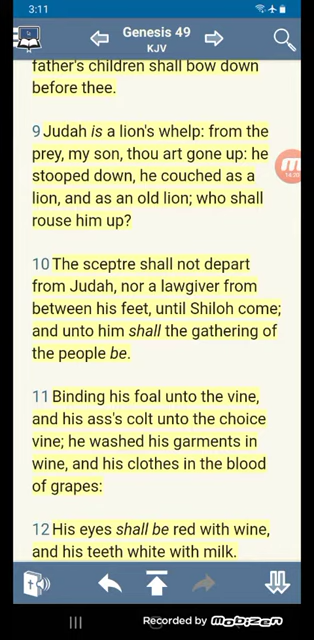 3:11
Genesis 49
KJV
father's children shall bow down
before thee.
9 Judah is a lion's whelp: from the
prey, my son, thou art gone up: he
stooped down, he couched as a
lion, and as an old lion; who shall
rouse him up?
10 The sceptre shall not depart
from Judah, nor a lawgiver from
between his feet, until Shiloh come;
and unto him shall the gathering of
the people be.
11 Binding his foal unto the vine,
and his ass's colt unto the choice
vine; he washed his garments in
wine, and his clothes in the blood
of grapes:
12 His eyes shall be red with wine,
and his teeth white with milk.
Recorded by Mobizen